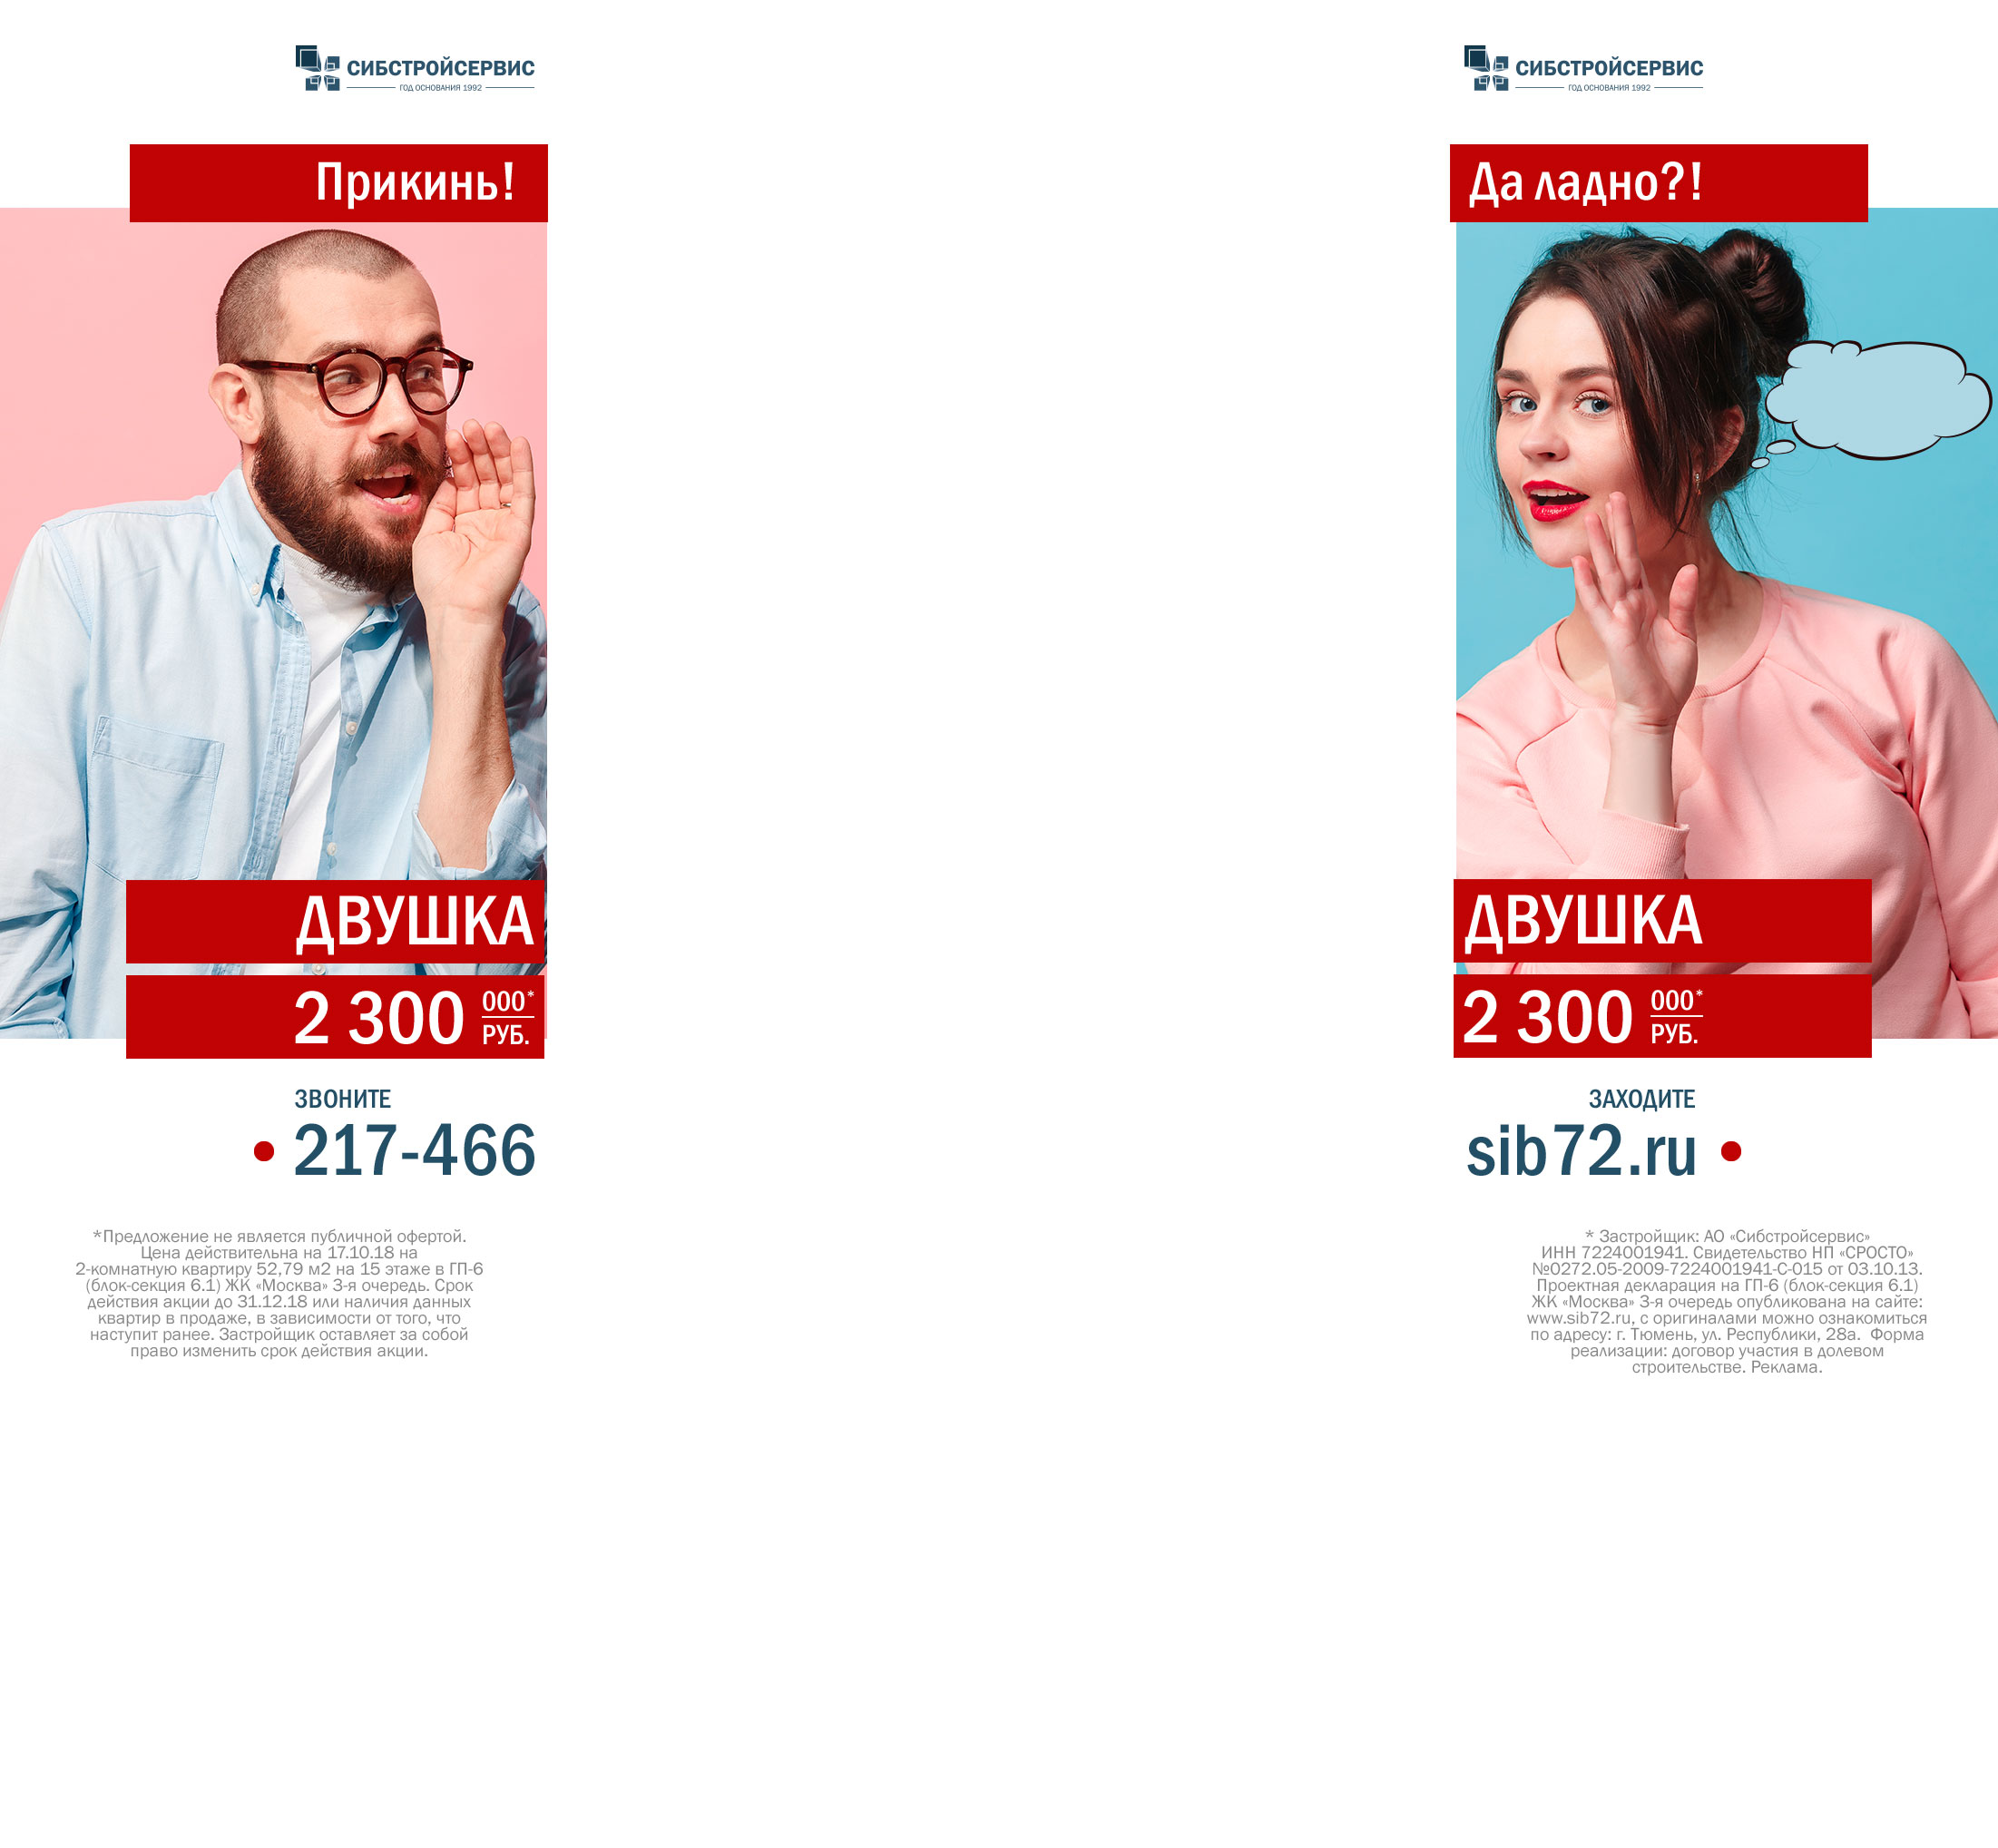 СИБСТРОЙСЕРВИС
ГОД ОСНОВАНИЯ 1992
Прикинь!
ДВУШКА
2 300 000*
РУБ.
ЗВОНИТЕ
• 217-466
*Предложение не является публичной офертой.
Цена действительна на 17.10.18 на
2-комнатную квартиру 52,79 м2 на 15 этаже в ГП-6
(блок-секция 6.1) ЖК «Москва» 3-я очередь. Срок
действия акции до 31.12.18 или наличия данных
квартир в продаже, в зависимости от того, что
наступит ранее. Застройщик оставляет за собой
право изменить срок действия акции.
СИБСТРОЙСЕРВИС
ГОД ОСНОВАНИЯ 1992
Да ладно?!
ДВУШКА
2 300 000*
РУБ.
ЗАХОДИТЕ
sib72.ru •
* Застройщик: АО «Сибстройсервис»
ИНН 7224001941. Свидетельство НП «СРОСТО»
№0272.05-2009-7224001941-С-015 от 03.10.13.
Проектная декларация на ГП-6 (блок-секция 6.1)
ЖК «Москва» 3-я очередь опубликована на сайте:
www.sib72.ru, с оригиналами можно ознакомиться
по адресу: г. Тюмень, ул. Республики, 28а. Форма
реализации: договор участия в долевом
строительстве. Реклама.